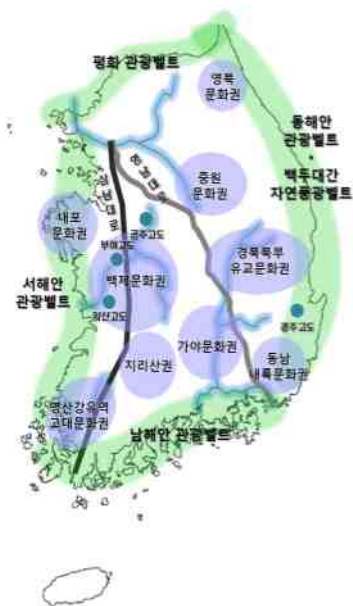 평화 관광벨트
영북
문화권
동해안
관광벨트
백두대간
자연룡광벨트
중원
문화권
내포
문화권
공주고도
부여고도
백제문화권
경북북부
유교문화권
서해안
관광벨트
익산고도
경주고도
가야문화권
지리산권
동남
내륙문화권
영산강유역
고대문화권
남해안 관광벨트